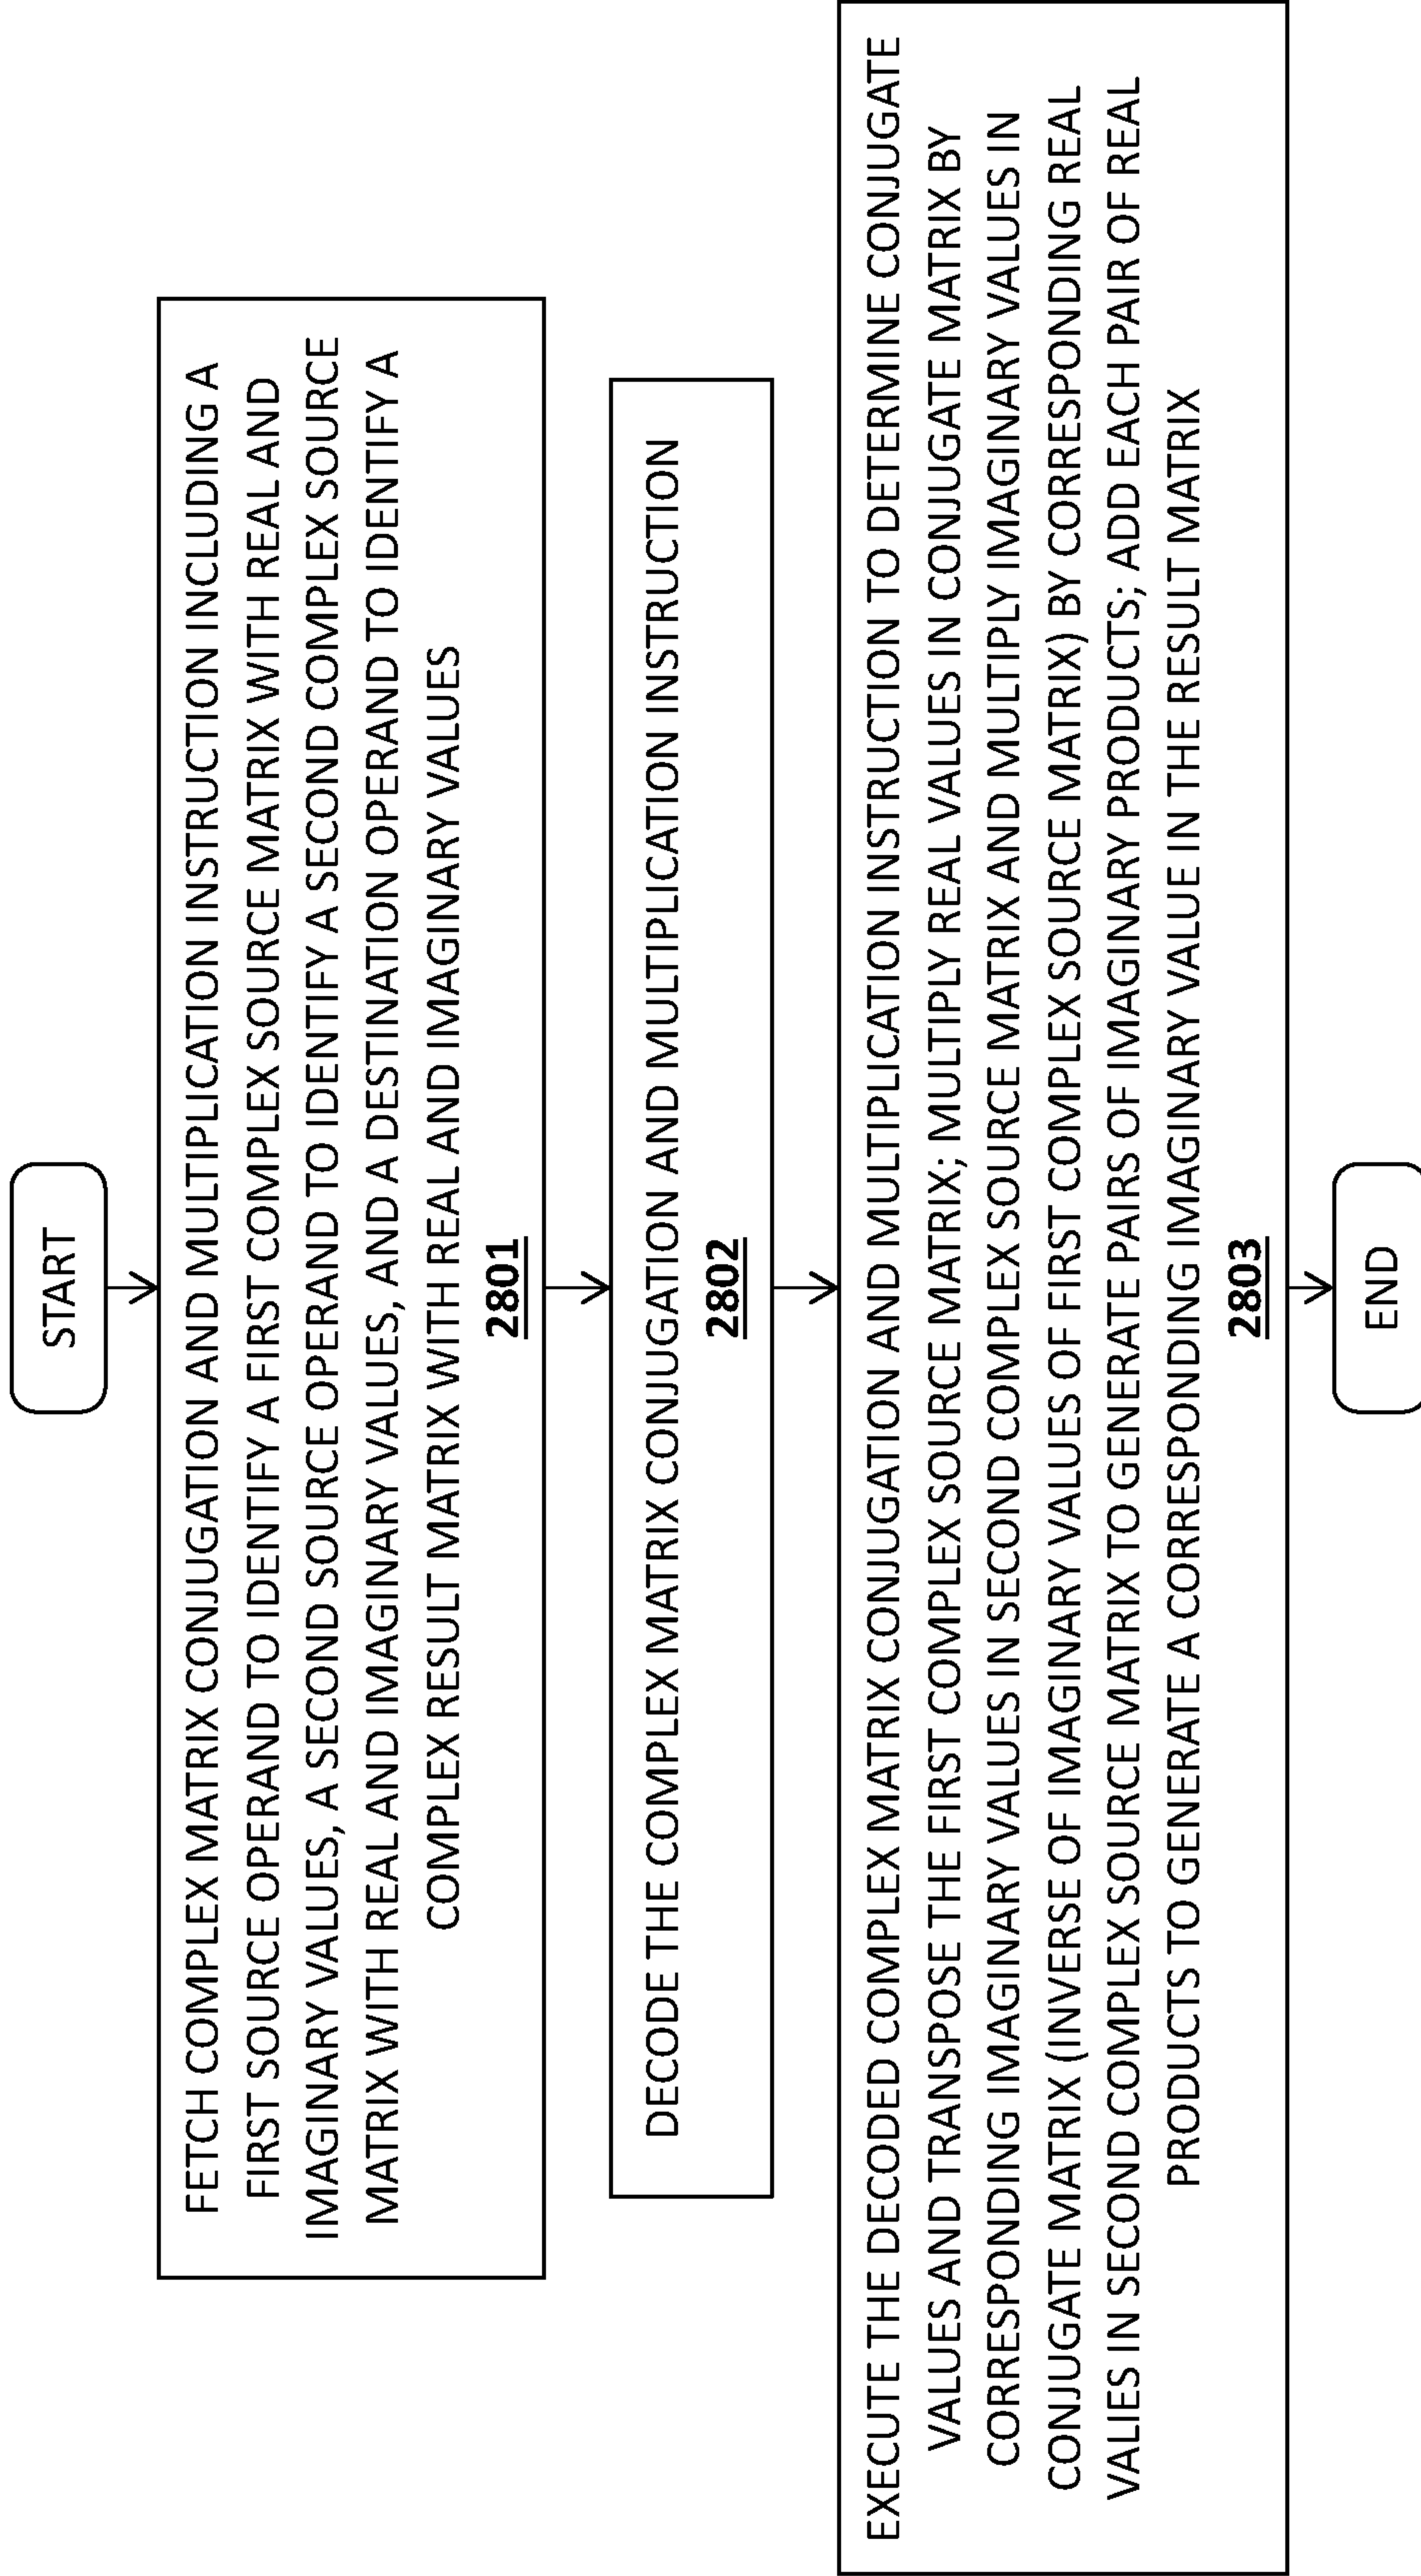 START
FETCH COMPLEX MATRIX CONJUGATION AND MULTIPLICATION INSTRUCTION INCLUDING A
FIRST SOURCE OPERAND TO IDENTIFY A FIRST COMPLEX SOURCE MATRIX WITH REAL AND
IMAGINARY VALUES, A SECOND SOURCE OPERAND TO IDENTIFY A SECOND COMPLEX SOURCE
MATRIX WITH REAL AND IMAGINARY VALUES, AND A DESTINATION OPERAND TO IDENTIFY A
COMPLEX RESULT MATRIX WITH REAL AND IMAGINARY VALUES
2801
DECODE THE COMPLEX MATRIX CONJUGATION AND MULTIPLICATION INSTRUCTION
2802
EXECUTE THE DECODED COMPLEX MATRIX CONJUGATION AND MULTIPLICATION INSTRUCTION TO DETERMINE CONJUGATE
VALUES AND TRANSPOSE THE FIRST COMPLEX SOURCE MATRIX; MULTIPLY REAL VALUES IN CONJUGATE MATRIX BY
CORRESPONDING IMAGINARY VALUES IN SECOND COMPLEX SOURCE MATRIX AND MULTIPLY IMAGINARY VALUES IN
CONJUGATE MATRIX (INVERSE OF IMAGINARY VALUES OF FIRST COMPLEX SOURCE MATRIX) BY CORRESPONDING REAL
VALIES IN SECOND COMPLEX SOURCE MATRIX TO GENERATE PAIRS OF IMAGINARY PRODUCTS; ADD EACH PAIR OF REAL
PRODUCTS TO GENERATE A CORRESPONDING IMAGINARY VALUE IN THE RESULT MATRIX
2803
END